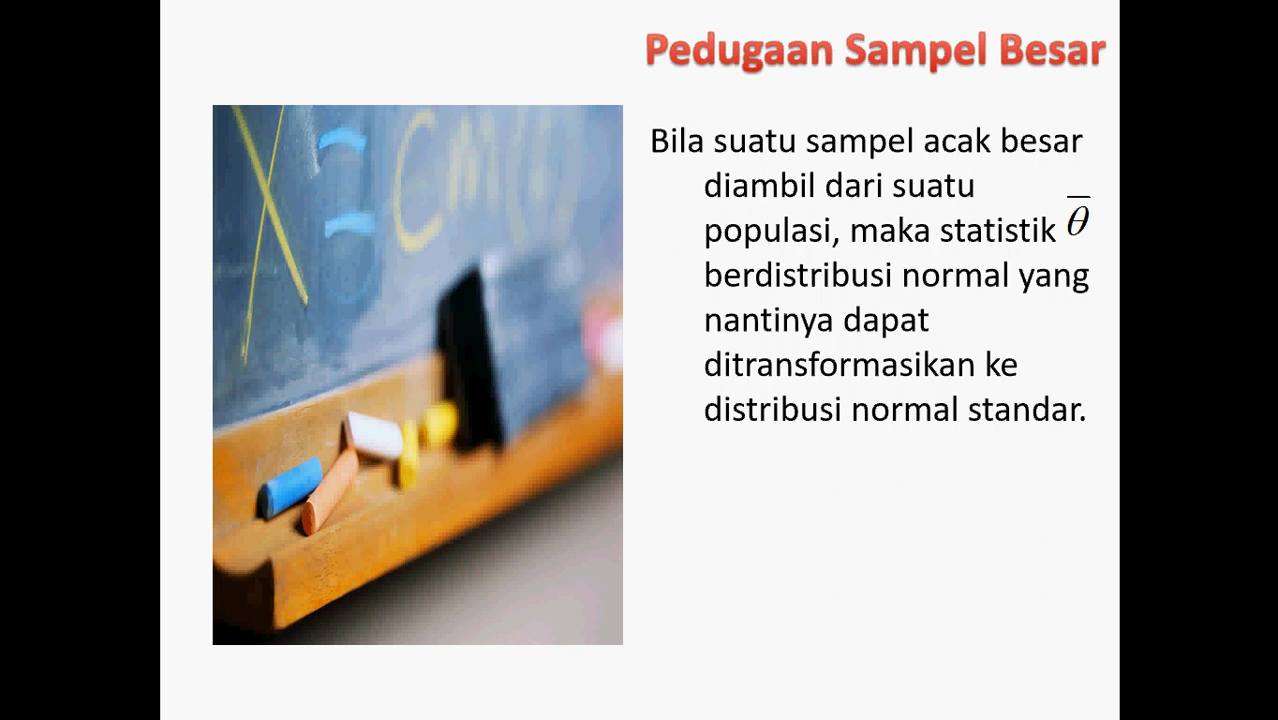 Pedugaan Sampel Besar
Bila suatu sampel acak besar
diambil dari suatu
populasi, maka statistik θ̅
berdistribusi normal yang
nantinya dapat
ditransformasikan ke
distribusi normal standar.